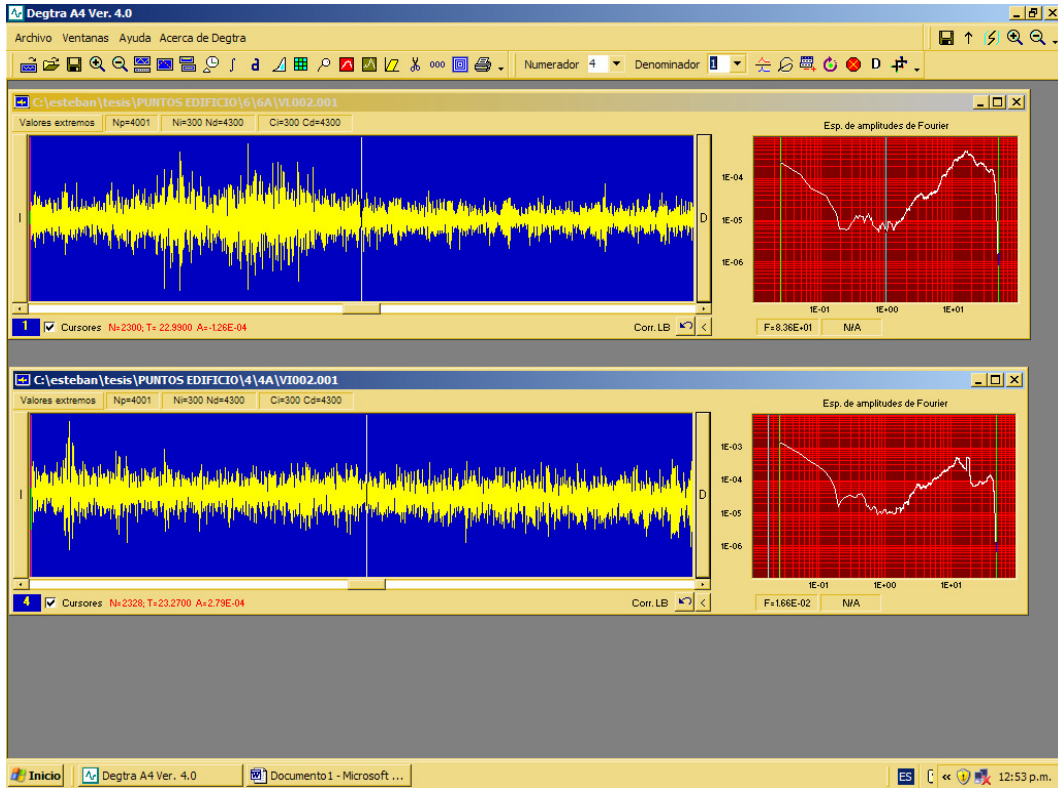 Degtra A4 Ver. 4.0
Archivo Ventanas Ayuda Acerca de Degtra
Numerador 4 Denominador 1 D
C:\esteban\tesis\PUNTOS EDIFICIO\6\6A\VL002.001
Valores extremos Np=4001 Ni=300 Nd=4300 Ci=300 Cd=4300
Esp. de amplitudes de Fourier
I
D
1E-04
1E-05
1E-06
1E-01 1E+00 1E+01
1 Cursores N=2300; T= 22.9900 A=-1.26E-04 Corr. LB < F=8.36E+01 N/A
C:\esteban\tesis\PUNTOS EDIFICIO\4\4A\VI002.001
Valores extremos Np=4001 Ni=300 Nd=4300 Ci=300 Cd=4300
Esp. de amplitudes de Fourier
I
D
1E-03
1E-04
1E-05
1E-06
1E-01 1E+00 1E+01
4 Cursores N=2328; T=23.2700 A=2.79E-04 Corr. LB < F=1.66E-02 N/A
Inicio Degtra A4 Ver. 4.0 Documento1 - Microsoft ... ES « 12:53 p.m.